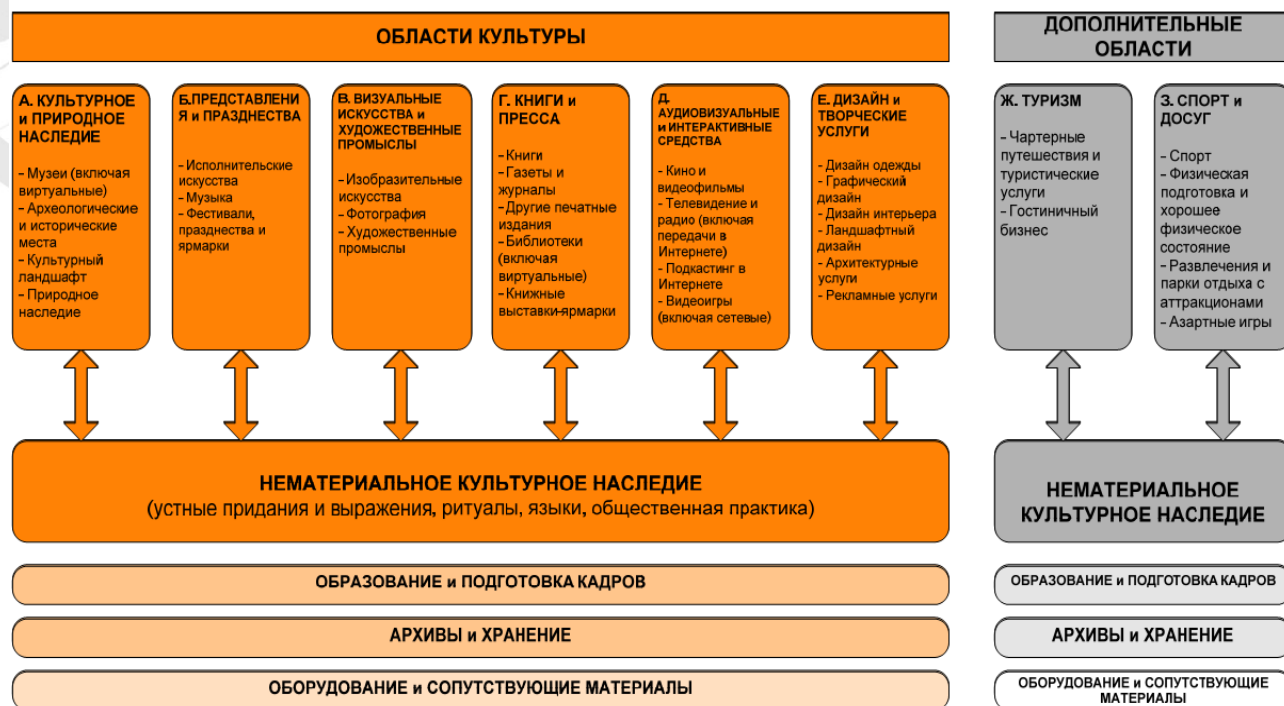 ОБЛАСТИ КУЛЬТУРЫ
ДОПОЛНИТЕЛЬНЫЕ
ОБЛАСТИ
А. КУЛЬТУРНОЕ
и ПРИРОДНОЕ
НАСЛЕДИЕ
– Музеи (включая
виртуальные)
– Археологические
и исторические
места
– Культурный
ландшафт
– Природное
наследие
Б.ПРЕДСТАВЛЕНИ
Я и ПРАЗДНЕСТВА
– Исполнительские
искусства
– Музыка
– Фестивали,
празднества и
ярмарки
В. ВИЗУАЛЬНЫЕ
ИСКУССТВА и
ХУДОЖЕСТВЕННЫЕ
ПРОМЫСЛЫ
– Изобразительные
искусства
– Фотография
– Художественные
промыслы
Г. КНИГИ и
ПРЕССА
– Книги
– Газеты и
журналы
– Другие печатные
издания
– Библиотеки
(включая
виртуальные)
– Книжные
выставки-ярмарки
Д.
АУДИОВИЗУАЛЬНЫЕ
и ИНТЕРАКТИВНЫЕ
СРЕДСТВА
– Кино и
видеофильмы
– Телевидение и
радио (включая
передачи в
Интернете)
– Подкастинг в
Интернете
– Видеоигры
(включая сетевые)
Е. ДИЗАЙН и
ТВОРЧЕСКИЕ
УСЛУГИ
– Дизайн одежды
– Графический
дизайн
– Дизайн интерьера
– Ландшафтный
дизайн
– Архитектурные
услуги
– Рекламные услуги
Ж. ТУРИЗМ
– Чартерные
путешествия и
туристические
услуги
– Гостиничный
бизнес
З. СПОРТ и
ДОСУГ
– Спорт
– Физическая
подготовка и
хорошее
физическое
состояние
– Развлечения и
парки отдыха с
аттракционами
– Азартные игры
НЕМАТЕРИАЛЬНОЕ КУЛЬТУРНОЕ НАСЛЕДИЕ
(устные придания и выражения, ритуалы, языки, общественная практика)
НЕМАТЕРИАЛЬНОЕ
КУЛЬТУРНОЕ НАСЛЕДИЕ
ОБРАЗОВАНИЕ и ПОДГОТОВКА КАДРОВ
ОБРАЗОВАНИЕ и ПОДГОТОВКА КАДРОВ
АРХИВЫ и ХРАНЕНИЕ
АРХИВЫ и ХРАНЕНИЕ
ОБОРУДОВАНИЕ и СОПУТСТВУЮЩИЕ МАТЕРИАЛЫ
ОБОРУДОВАНИЕ и СОПУТСТВУЮЩИЕ
МАТЕРИАЛЫ